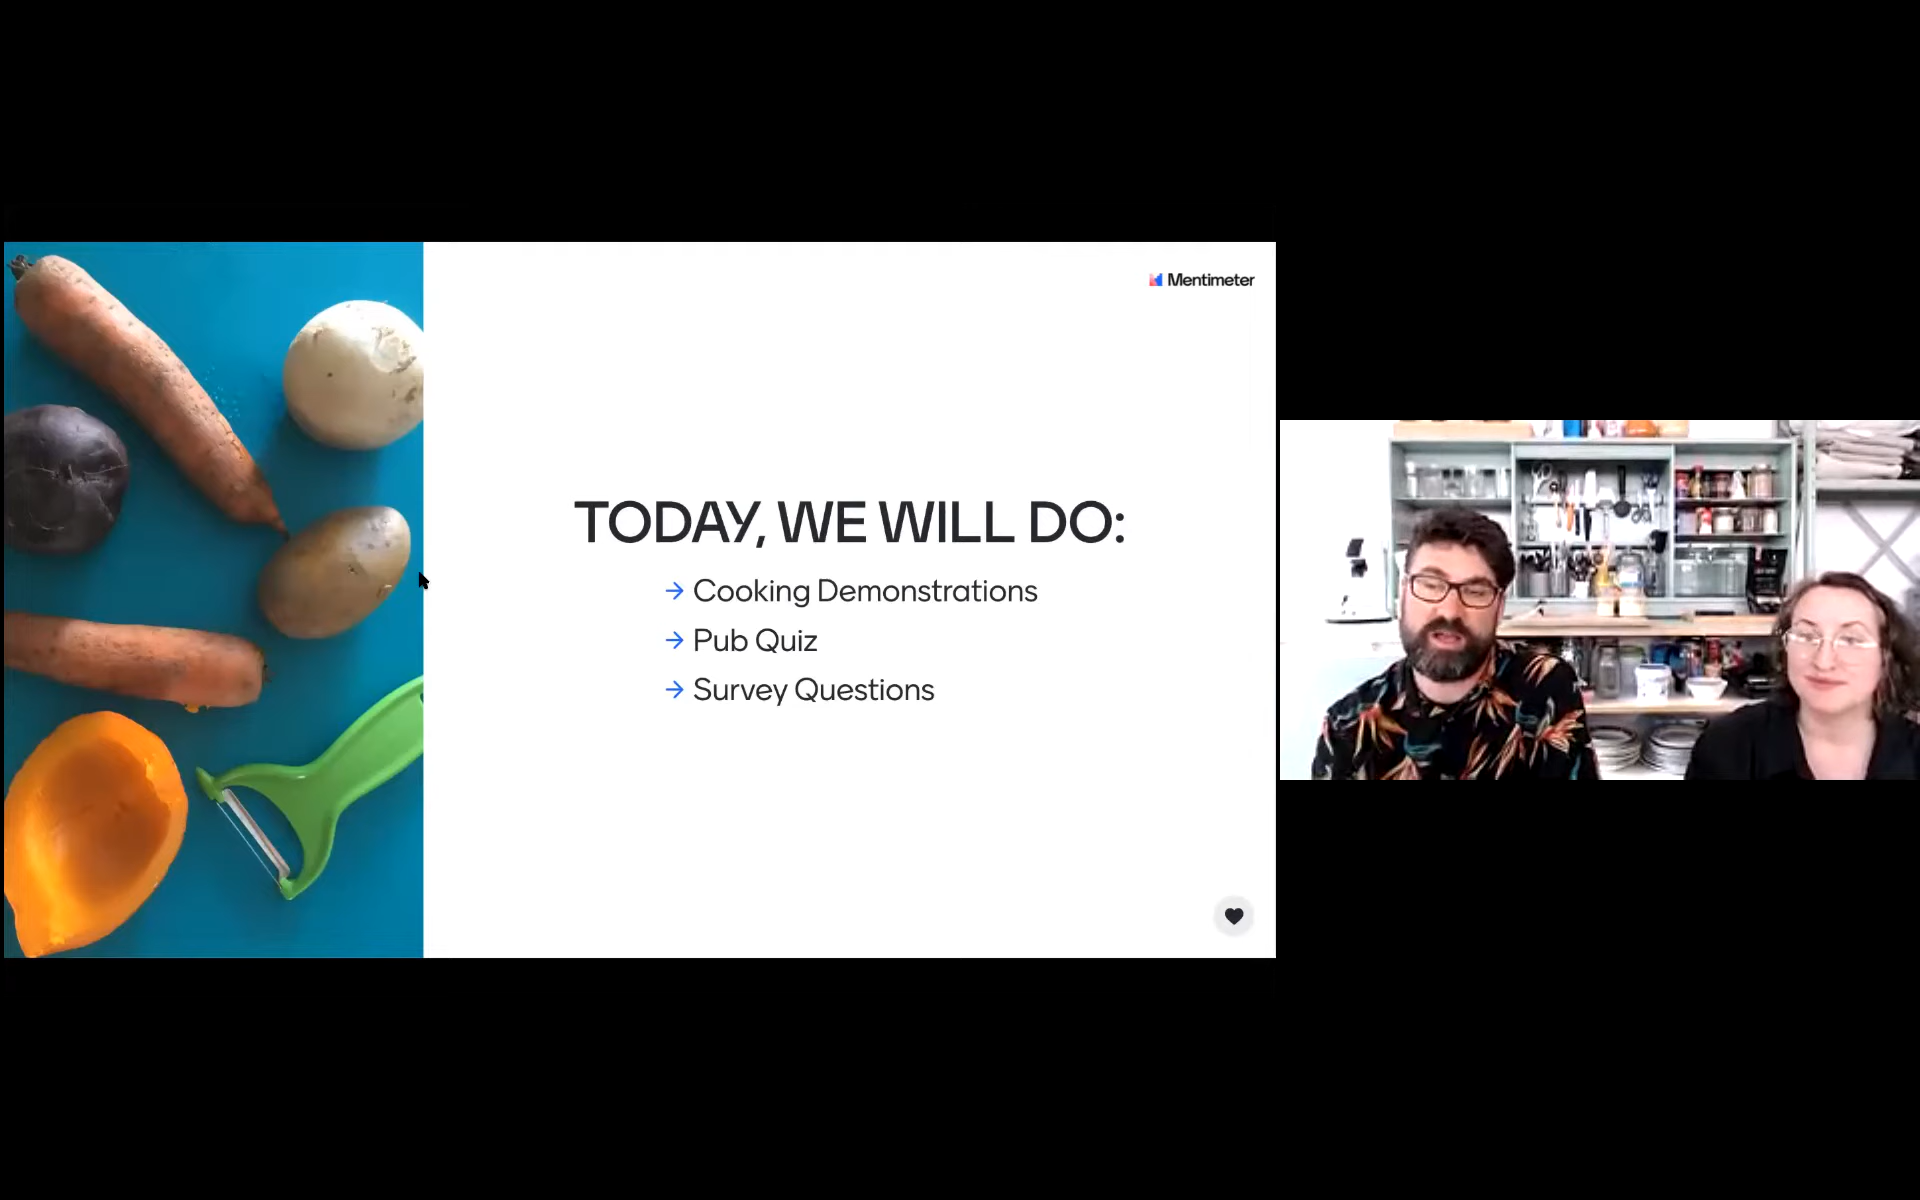 Mentimeter
TODAY, WE WILL DO:
→ Cooking Demonstrations
→ Pub Quiz
→ Survey Questions